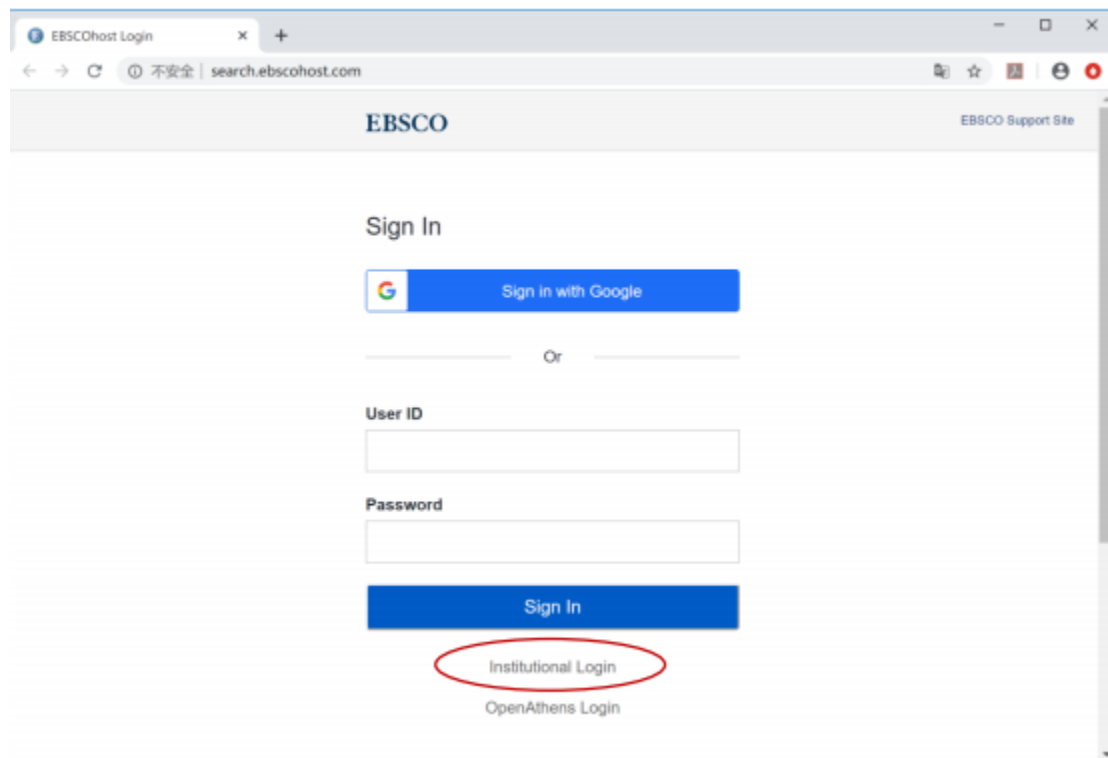 EBSCOhost Login
不安全 | search.ebscohost.com
EBSCO
EBSCO Support Site
Sign In
G Sign in with Google
Or
User ID
Password
Sign In
Institutional Login
OpenAthens Login